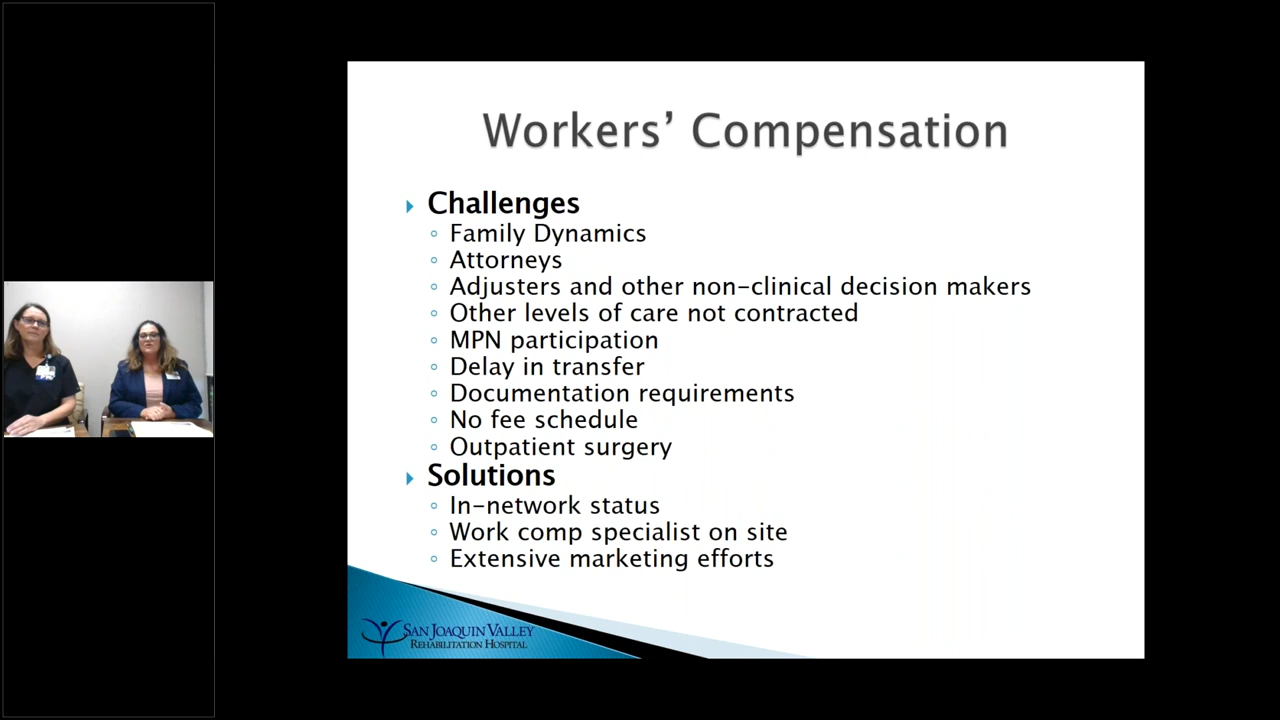 Workers’ Compensation
Challenges
Family Dynamics
Attorneys
Adjusters and other non-clinical decision makers
Other levels of care not contracted
MPN participation
Delay in transfer
Documentation requirements
No fee schedule
Outpatient surgery
Solutions
In-network status
Work comp specialist on site
Extensive marketing efforts
SAN JOAQUIN VALLEY
REHABILITATION HOSPITAL